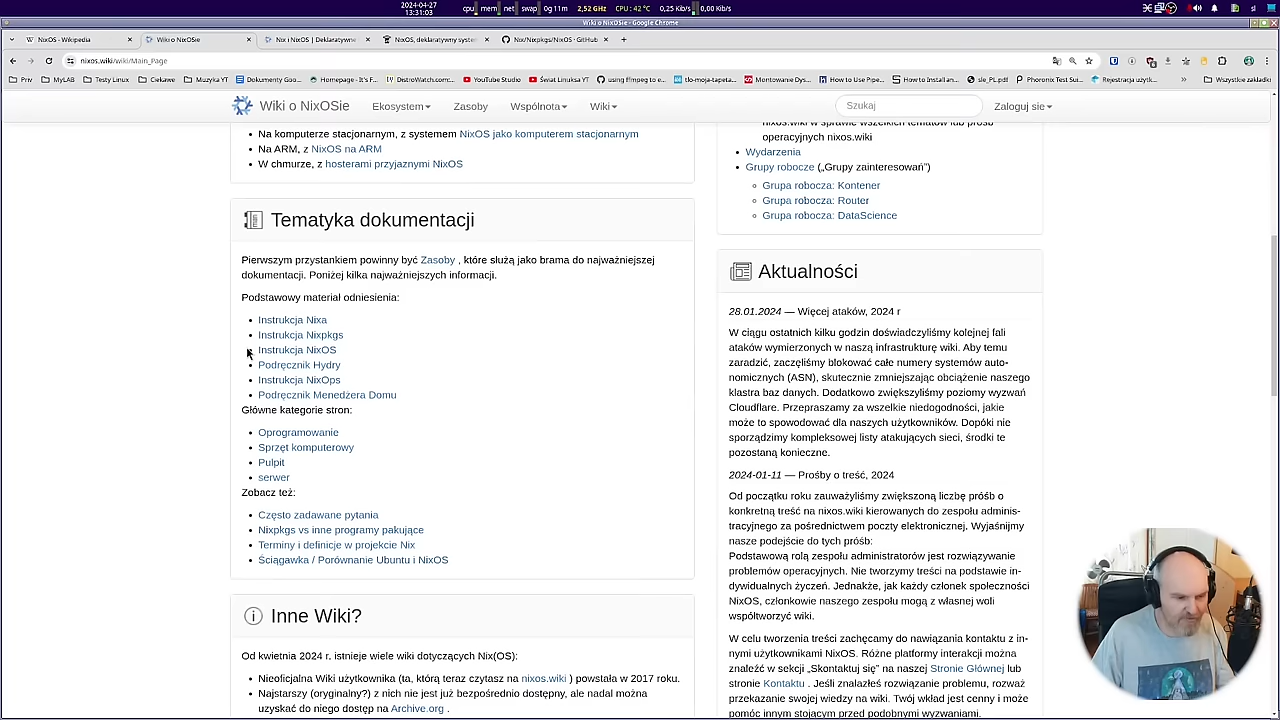 2024-04-27
13:31:03
cpu mem net swap 0g11m 2,52 GHz CPU: 42 °C 0,25 Kib/s 0,00 Kib/s
sl
Wiki o NixOSie - Google Chrome
NixOS - Wikipedia
Wiki o NixOSie
Nix i NixOS | Deklaratywne
NixOS, deklaratywny syste
Nix/Nixpkgs/NixOS · GitHub
nixos.wiki/wiki/Main_Page
Priv
MyLAB
Testy Linux
Ciekawe
Muzyka YT
Dokumenty Goo...
Homepage - It's F...
DistroWatch.com:...
YouTube Studio
Świat Linuksa YT
using ffmpeg to e...
tło-moja-tapeta...
Montowanie Dys...
How to Use Pipe...
How to Install an...
sle_PL.pdf
Phoronix Test Sui...
Rejestracja użytk...
Wszystkie zakładki
Wiki o NixOSie
Ekosystem
Zasoby
Wspólnota
Wiki
Szukaj
Zaloguj sie
Na komputerze stacjonarnym, z systemem NixOS jako komputerem stacjonarnym
Na ARM, z NixOS na ARM
W chmurze, z hosterami przyjaznymi NixOS
Tematyka dokumentacji
Pierwszym przystankiem powinny być Zasoby , które służą jako brama do najważniejszej
dokumentacji. Poniżej kilka najważniejszych informacji.
Podstawowy materiał odniesienia:
Instrukcja Nixa
Instrukcja Nixpkgs
Instrukcja NixOS
Podręcznik Hydry
Instrukcja NixOps
Podręcznik Menedżera Domu
Główne kategorie stron:
Oprogramowanie
Sprzęt komputerowy
Pulpit
serwer
Zobacz też:
Często zadawane pytania
Nixpkgs vs inne programy pakujące
Terminy i definicje w projekcie Nix
Ściągawka / Porównanie Ubuntu i NixOS
Inne Wiki?
Od kwietnia 2024 r. istnieje wiele wiki dotyczących Nix(OS):
Nieoficjalna Wiki użytkownika (ta, którą teraz czytasz na nixos.wiki ) powstała w 2017 roku.
Najstarszy (oryginalny?) z nich nie jest już bezpośrednio dostępny, ale nadal można
uzyskać do niego dostęp na Archive.org .
nixos.wiki w sprawie wszelkich tematów lub próśb
operacyjnych nixos.wiki
Wydarzenia
Grupy robocze („Grupy zainteresowań”)
Grupa robocza: Kontener
Grupa robocza: Router
Grupa robocza: DataScience
Aktualności
28.01.2024 — Więcej ataków, 2024 r
W ciągu ostatnich kilku godzin doświadczyliśmy kolejnej fali
ataków wymierzonych w naszą infrastrukturę wiki. Aby temu
zaradzić, zaczęliśmy blokować całe numery systemów auto-
nomicznych (ASN), skutecznie zmniejszając obciążenie naszego
klastra baz danych. Dodatkowo zwiększyliśmy poziomy wyzwań
Cloudflare. Przepraszamy za wszelkie niedogodności, jakie
może to spowodować dla naszych użytkowników. Dopóki nie
sporządzimy kompleksowej listy atakujących sieci, środki te
pozostaną konieczne.
2024-01-11 — Prośby o treść, 2024
Od początku roku zauważyliśmy zwiększoną liczbę próśb o
konkretną treść na nixos.wiki kierowanych do zespołu adminis-
tracyjnego za pośrednictwem poczty elektronicznej, Wyjaśnijmy
nasze podejście do tych próśb:
Podstawową rolą zespołu administratorów jest rozwiązywanie
problemów operacyjnych. Nie tworzymy treści na podstawie in-
dywidualnych życzeń. Jednakże, jak każdy członek społeczności
NixOS, członkowie naszego zespołu mogą z własnej woli
współtworzyć wiki.
W celu tworzenia treści zachęcamy do nawiązania kontaktu z in-
nymi użytkownikami NixOS. Różne platformy interakcji można
znaleźć w sekcji „Skontaktuj się” na naszej Stronie Głównej lub
stronie Kontaktu . Jeśli znalazłeś rozwiązanie problemu, rozważ
przekazanie swojej wiedzy na wiki. Twój wkład jest cenny i może
pomóc innym stojącym przed podobnymi wyzwaniami.